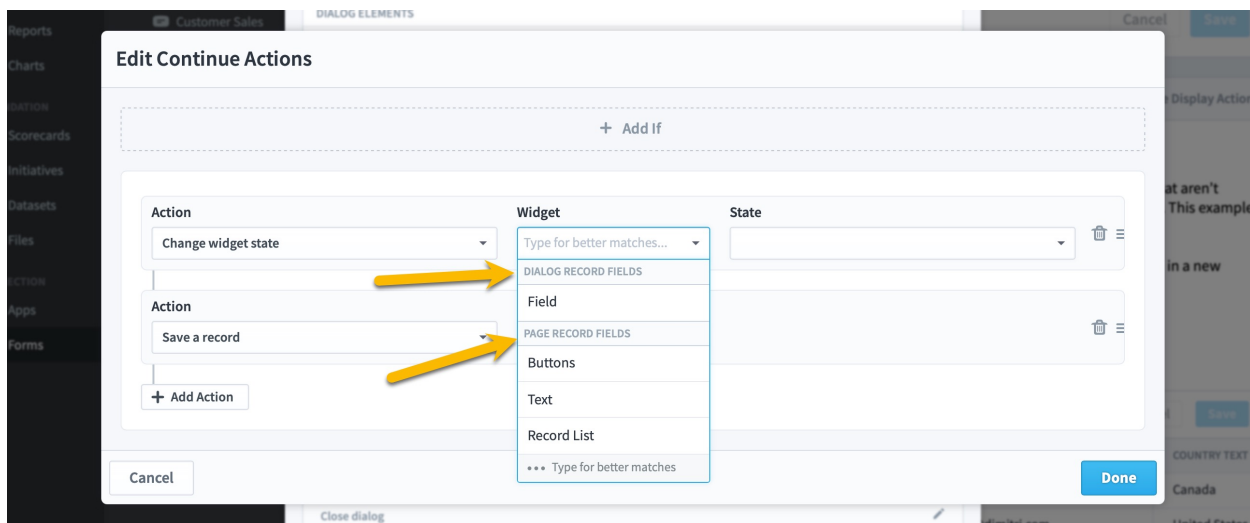 DIALOG ELEMENTS
Customer Sales
Reports
Cancel
Save
Edit Continue Actions
Charts
Display Action
+ Add If
Scorecards
Initiatives
at aren't
Datasets
This example
Action
Widget
State
Files
Change widget state
Type for better matches...
DIALOG RECORD FIELDS
in a new
Field
Action
Apps
PAGE RECORD FIELDS
Save a record
Forms
Buttons
Text
+ Add Action
Record List
Save
••• Type for better matches
COUNTRY TEXT
Cancel
Done
Canada
Close dialog
United States